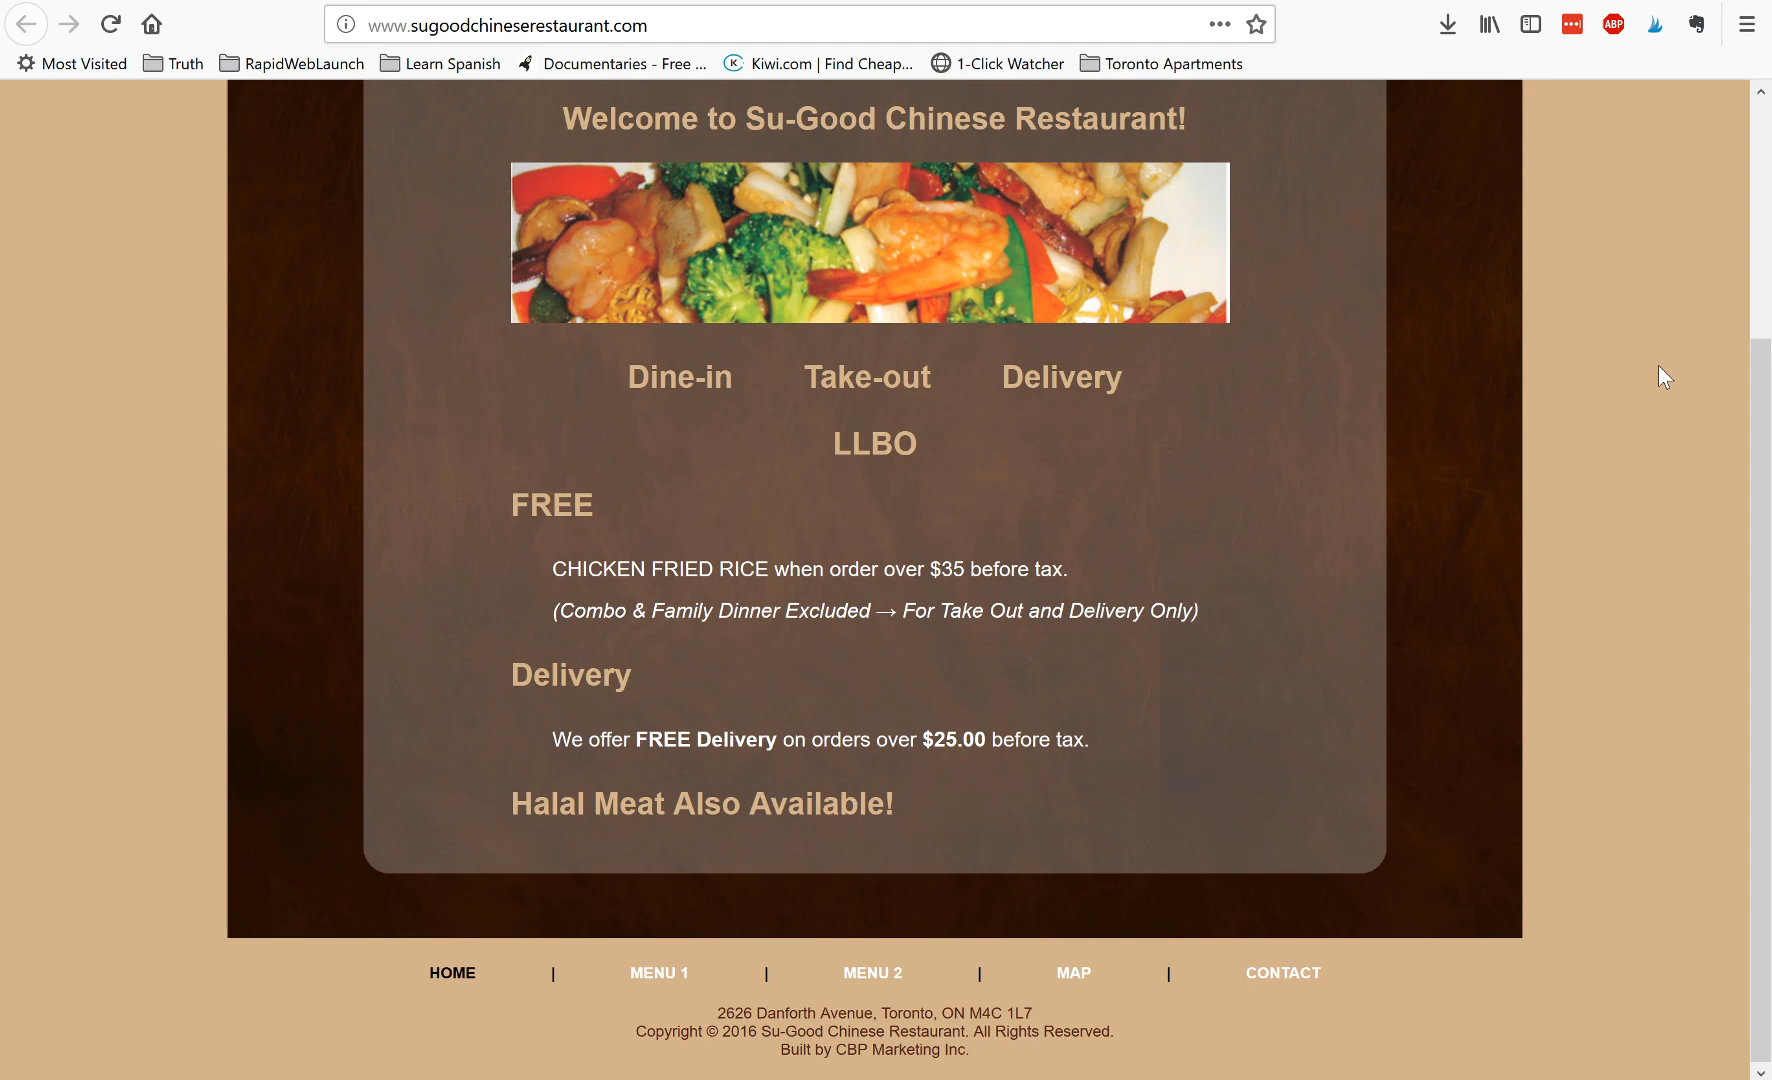 www.sugoodchineserestaurant.com
ABP
Most Visited Truth RapidWebLaunch Learn Spanish Documentaries - Free ... K Kiwi.com | Find Cheap... 1-Click Watcher Toronto Apartments
Welcome to Su-Good Chinese Restaurant!
Dine-in Take-out Delivery
LLBO
FREE
CHICKEN FRIED RICE when order over $35 before tax.
(Combo & Family Dinner Excluded → For Take Out and Delivery Only)
Delivery
We offer FREE Delivery on orders over $25.00 before tax.
Halal Meat Also Available!
HOME | MENU 1 | MENU 2 | MAP | CONTACT
2626 Danforth Avenue, Toronto, ON M4C 1L7
Copyright © 2016 Su-Good Chinese Restaurant. All Rights Reserved.
Built by CBP Marketing Inc.